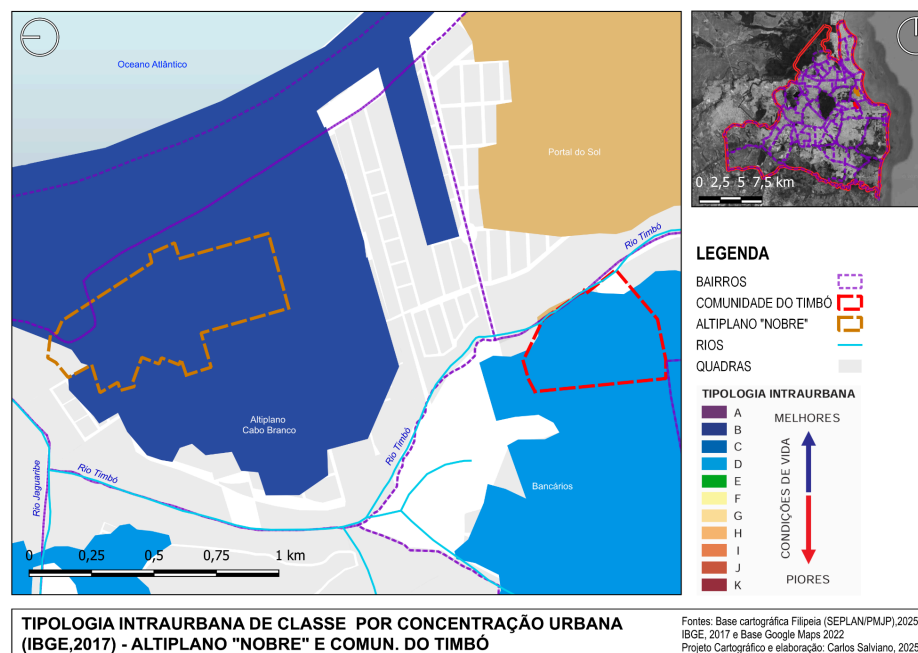 Oceano Atlântico
Portal do Sol
Rio Timbó
Altiplano
Cabo Branco
Rio Timbó
Rio Jaguaribe
Rio Timbó
Bancários
0 0,25 0,5 0,75 1 km
0 2,5 5 7,5 km
LEGENDA
BAIRROS
COMUNIDADE DO TIMBÓ
ALTIPLANO "NOBRE"
RIOS
QUADRAS
TIPOLOGIA INTRAURBANA
A
B
C
D
E
F
G
H
I
J
K
MELHORES
CONDIÇÕES DE VIDA
PIORES
TIPOLOGIA INTRAURBANA DE CLASSE POR CONCENTRAÇÃO URBANA
(IBGE,2017) - ALTIPLANO "NOBRE" E COMUN. DO TIMBÓ
Fontes: Base cartográfica Filipeia (SEPLAN/PMJP),2025
IBGE, 2017 e Base Google Maps 2022
Projeto Cartográfico e elaboração: Carlos Salviano, 2025